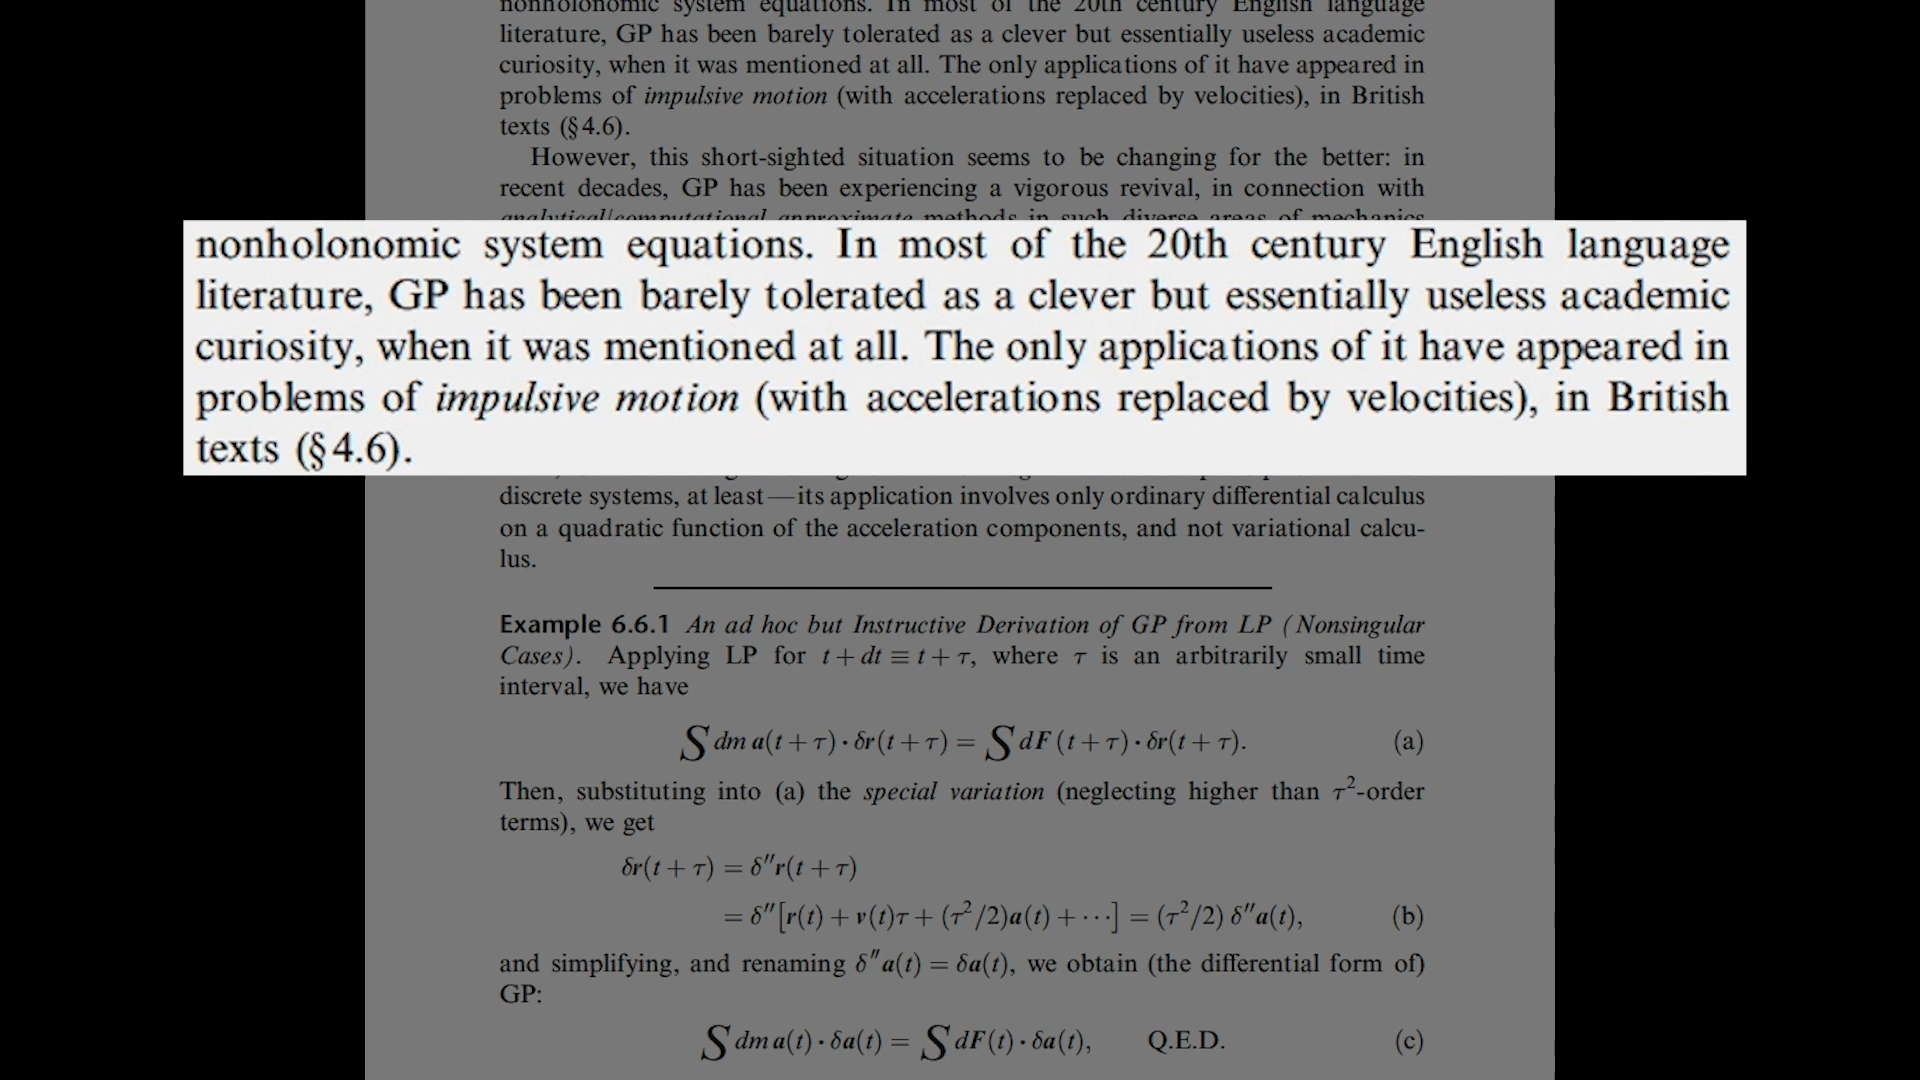 nonholonomic system equations. In most of the 20th century English language
literature, GP has been barely tolerated as a clever but essentially useless academic
curiosity, when it was mentioned at all. The only applications of it have appeared in
problems of impulsive motion (with accelerations replaced by velocities), in British
texts (§4.6).
However, this short-sighted situation seems to be changing for the better: in
recent decades, GP has been experiencing a vigorous revival, in connection with
analytical/computational approximate methods in such diverse areas of mechanics
nonholonomic system equations. In most of the 20th century English language
literature, GP has been barely tolerated as a clever but essentially useless academic
curiosity, when it was mentioned at all. The only applications of it have appeared in
problems of impulsive motion (with accelerations replaced by velocities), in British
texts (§4.6).
discrete systems, at least—its application involves only ordinary differential calculus
on a quadratic function of the acceleration components, and not variational calcu-
lus.
Example 6.6.1 An ad hoc but Instructive Derivation of GP from LP (Nonsingular
Cases). Applying LP for t + dt ≡ t + τ, where τ is an arbitrarily small time
interval, we have
S dm a(t + τ) · δr(t + τ) = S dF(t + τ) · δr(t + τ). (a)
Then, substituting into (a) the special variation (neglecting higher than τ²-order
terms), we get
δr(t + τ) = δ″r(t + τ)
= δ″[r(t) + v(t)τ + (τ²/2)a(t) + ···] = (τ²/2) δ″a(t), (b)
and simplifying, and renaming δ″a(t) = δa(t), we obtain (the differential form of)
GP:
S dm a(t) · δa(t) = S dF(t) · δa(t), Q.E.D. (c)